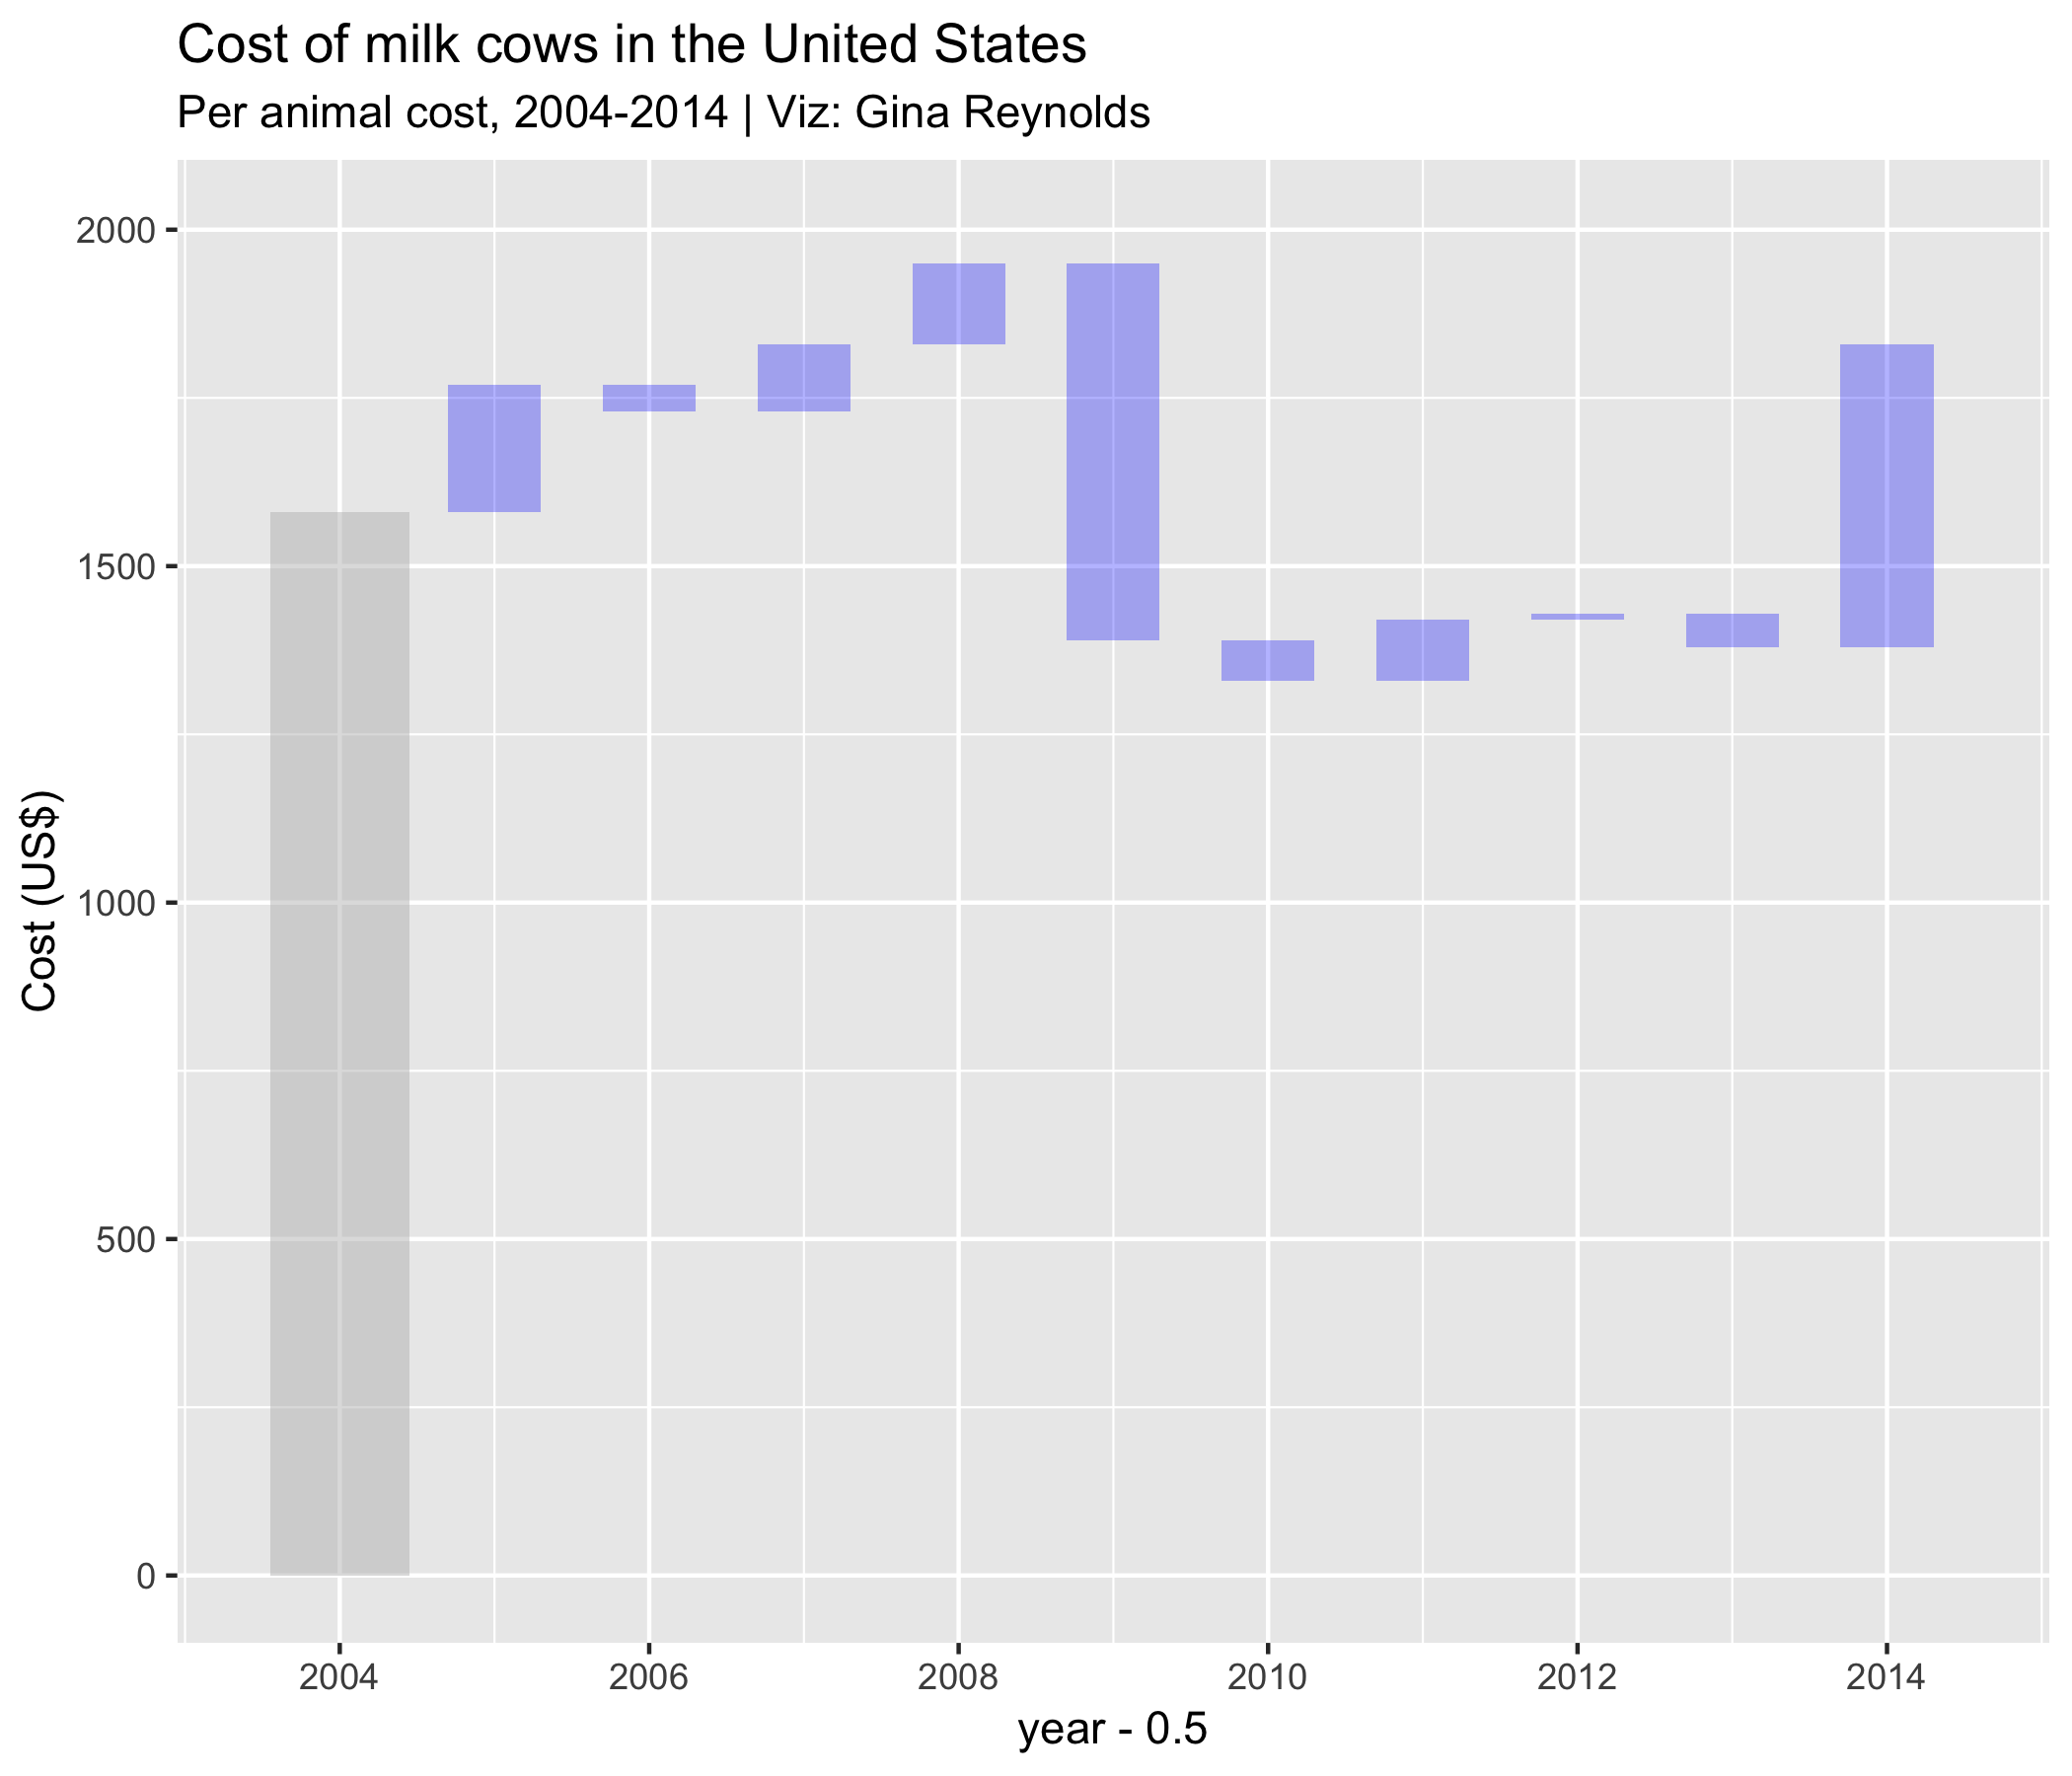 Cost of milk cows in the United States
Per animal cost, 2004-2014 | Viz: Gina Reynolds
Cost (US$)
2000
1500
1000
500
0
2004 2006 2008 2010 2012 2014
year - 0.5